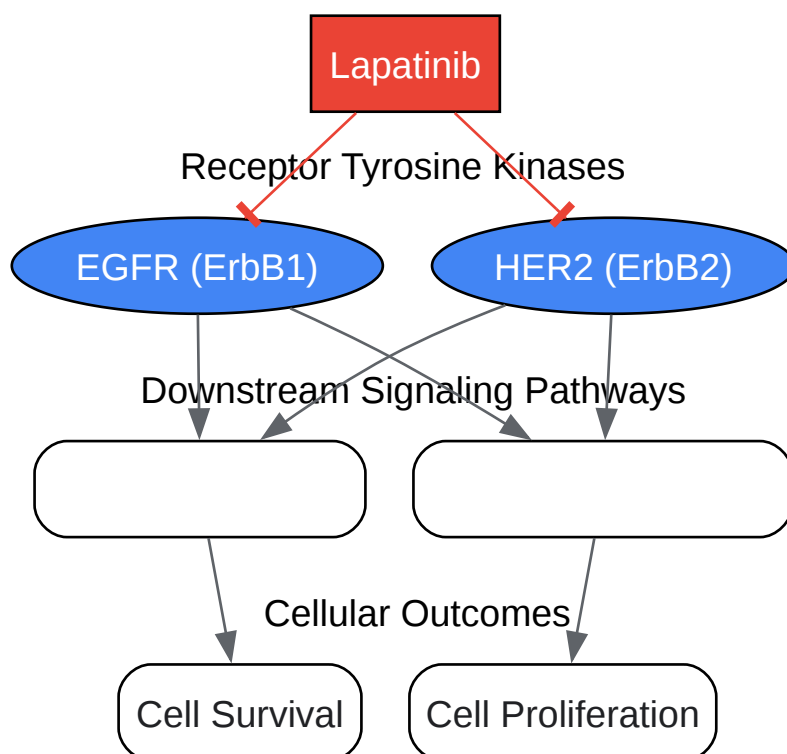 Lapatinib
Receptor Tyrosine Kinases
EGFR (ErbB1)
HER2 (ErbB2)
Downstream Signaling Pathways
Cellular Outcomes
Cell Survival
Cell Proliferation